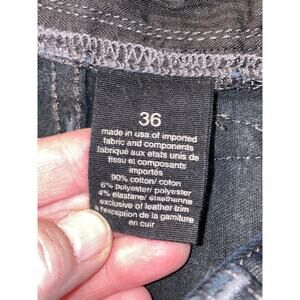 36
made in usa of imported
fabric and components
fabriqué aux etats unis de
tissu et composants
importés
90% cotton/ coton
6% polyester/ polyester
4% elastane/ élasthanne
exclusive of leather trim
à l'exception de la garniture
en cuir